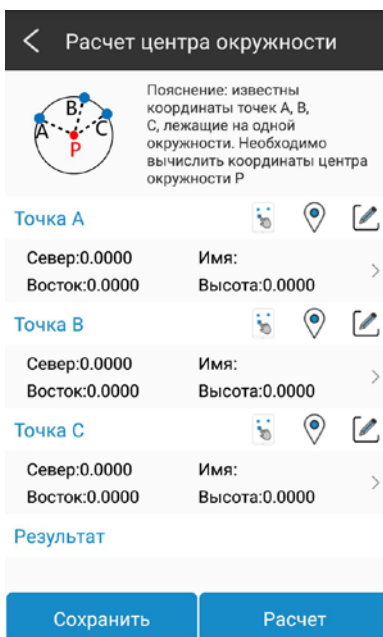 Расчет центра окружности
Пояснение: известны
координаты точек A, B,
C, лежащие на одной
окружности. Необходимо
вычислить координаты центра
окружности P
B
A
C
P
Точка A
Север:0.0000 Имя:
Восток:0.0000 Высота:0.0000
Точка B
Север:0.0000 Имя:
Восток:0.0000 Высота:0.0000
Точка C
Север:0.0000 Имя:
Восток:0.0000 Высота:0.0000
Результат
Сохранить Расчет